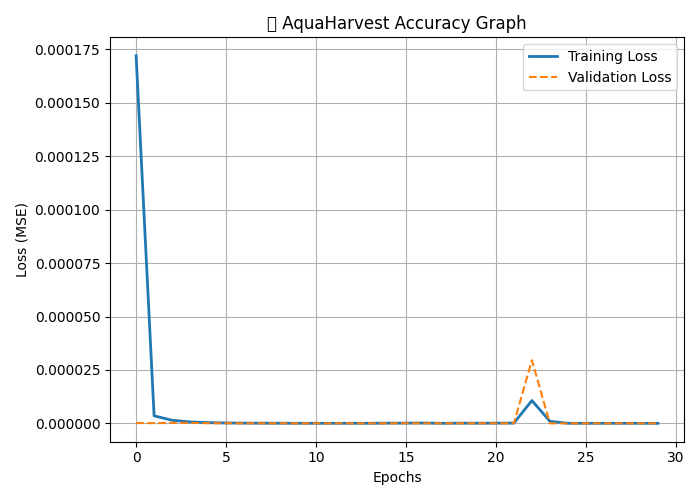 AquaHarvest Accuracy Graph
Training Loss
Validation Loss
Loss (MSE)
0.000175
0.000150
0.000125
0.000100
0.000075
0.000050
0.000025
0.000000
0 5 10 15 20 25 30
Epochs